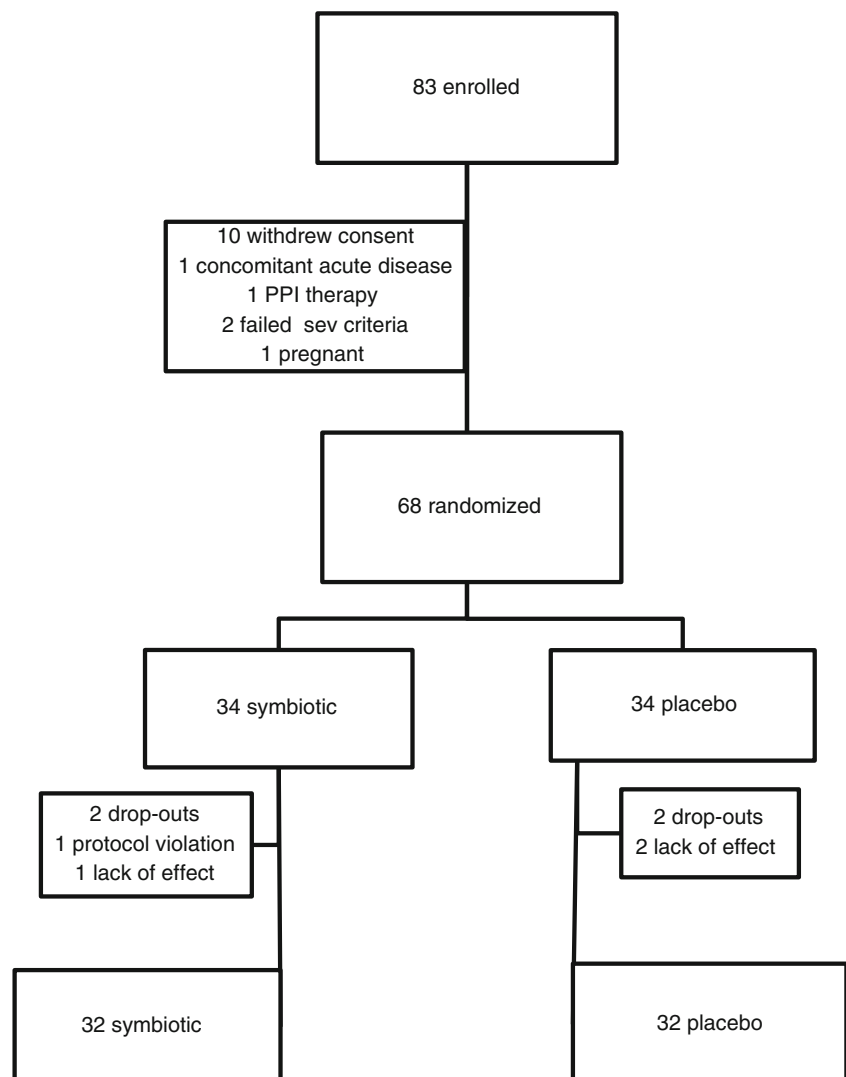 83 enrolled
10 withdrew consent
1 concomitant acute disease
1 PPI therapy
2 failed sev criteria
1 pregnant
68 randomized
34 symbiotic
34 placebo
2 drop-outs
1 protocol violation
1 lack of effect
2 drop-outs
2 lack of effect
32 symbiotic
32 placebo